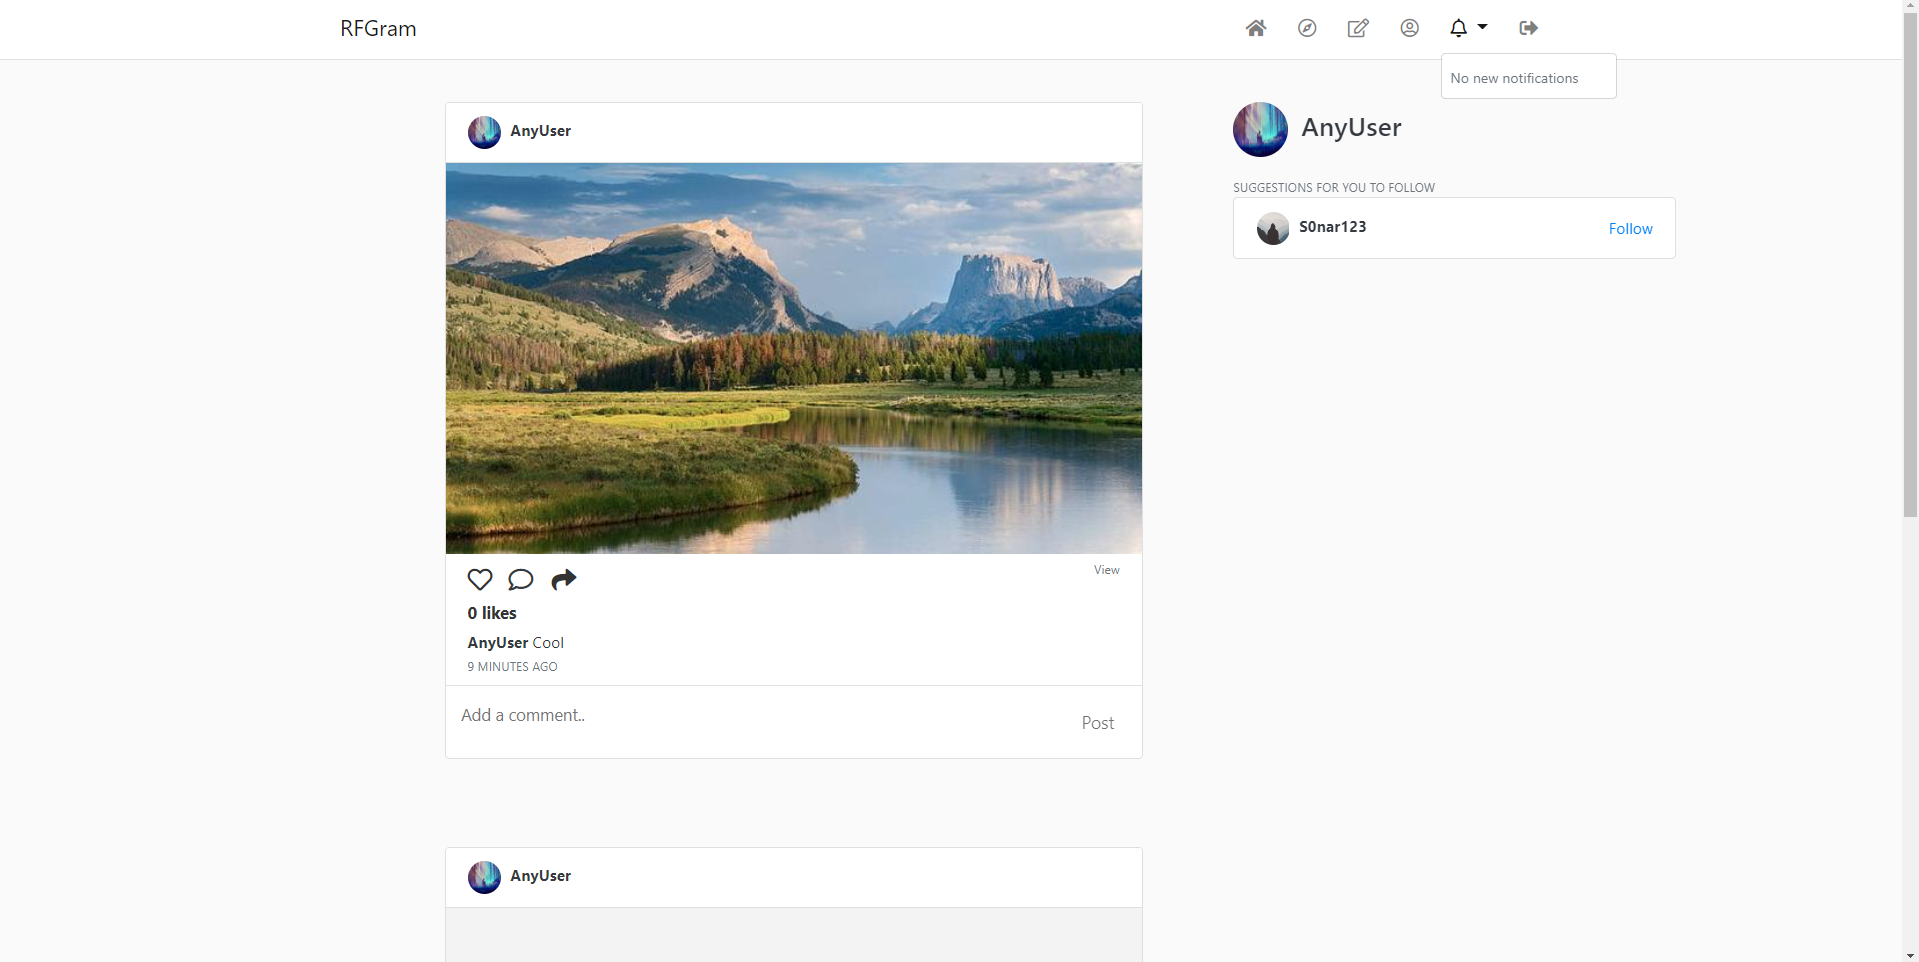 RFGram
No new notifications
AnyUser
AnyUser
SUGGESTIONS FOR YOU TO FOLLOW
S0nar123
Follow
View
0 likes
AnyUser Cool
9 MINUTES AGO
Add a comment..
Post
AnyUser